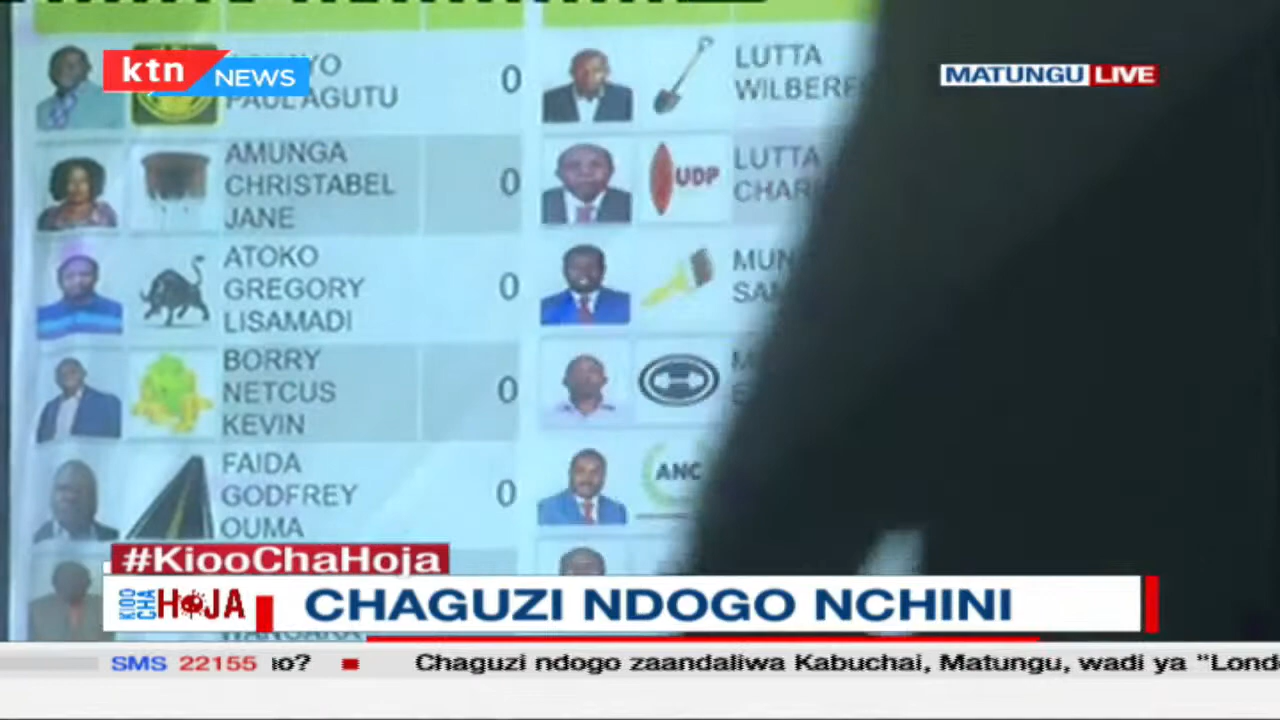 ktn NEWS
MATUNGU LIVE
PAUL AGUTU
0
LUTTA
AMUNGA
CHRISTABEL
JANE
0
UDP
LUTTA
ATOKO
GREGORY
LISAMADI
0
BORRY
NETCUS
KEVIN
0
FAIDA
GODFREY
OUMA
0
ANC
#KiooChaHoja
KIOO CHA HOJA
CHAGUZI NDOGO NCHINI
SMS 22155
Chaguzi ndogo zaandaliwa Kabuchai, Matungu, wadi ya